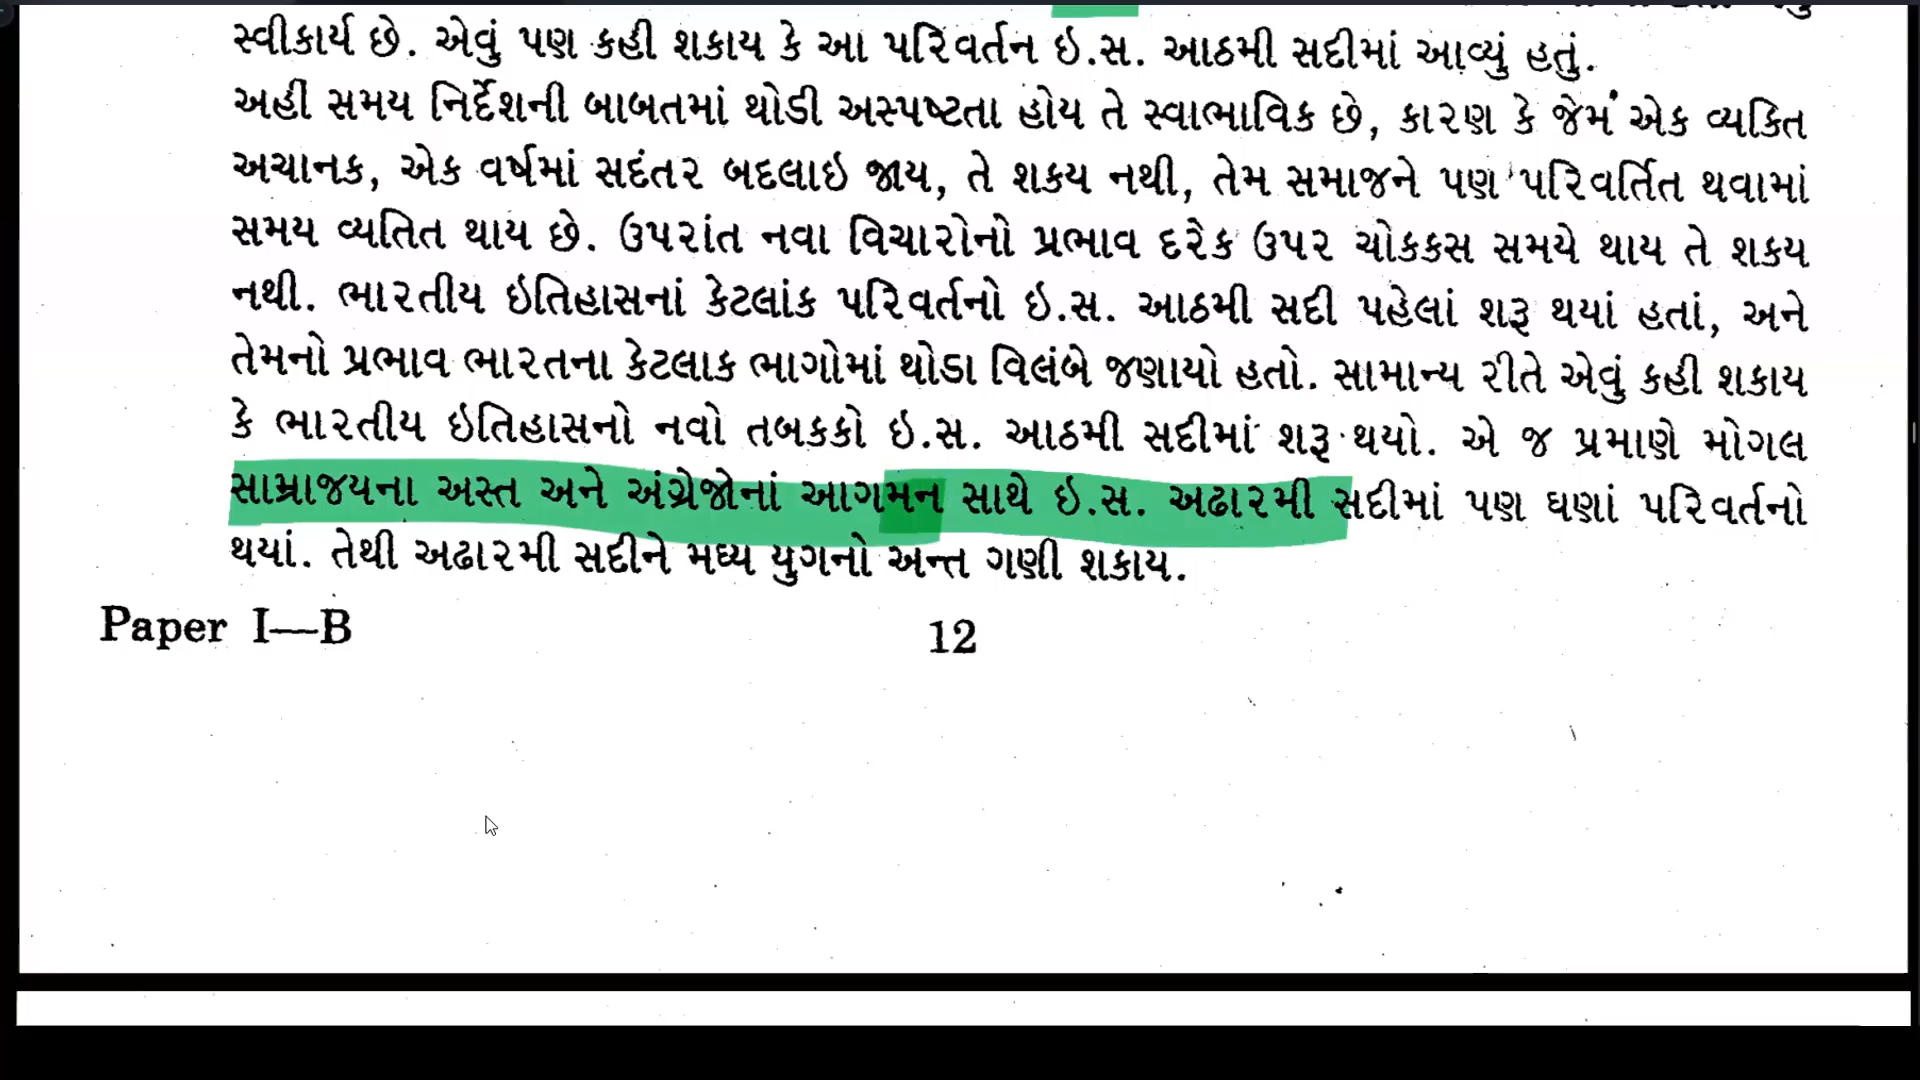 સ્વીકાર્ય છે. એવું પણ કહી શકાય કે આ પરિવર્તન ઇ.સ. આઠમી સદીમાં આવ્યું હતું.
અહીં સમય નિર્દેશની બાબતમાં થોડી અસ્પષ્ટતા હોય તે સ્વાભાવિક છે, કારણ કે જેમ એક વ્યકિત
અચાનક, એક વર્ષમાં સદંતર બદલાઇ જાય, તે શકય નથી, તેમ સમાજને પણ પરિવર્તિત થવામાં
સમય વ્યતિત થાય છે. ઉપરાંત નવા વિચારોનો પ્રભાવ દરેક ઉપર ચોકકસ સમયે થાય તે શકય
નથી. ભારતીય ઇતિહાસનાં કેટલાંક પરિવર્તનો ઇ.સ. આઠમી સદી પહેલાં શરૂ થયાં હતાં, અને
તેમનો પ્રભાવ ભારતના કેટલાક ભાગોમાં થોડા વિલંબે જણાયો હતો. સામાન્ય રીતે એવું કહી શકાય
કે ભારતીય ઇતિહાસનો નવો તબકકો ઇ.સ. આઠમી સદીમાં શરૂ થયો. એ જ પ્રમાણે મોગલ
સામ્રાજયના અસ્ત અને અંગ્રેજોનાં આગમન સાથે ઇ.સ. અઢારમી સદીમાં પણ ઘણાં પરિવર્તનો
થયાં. તેથી અઢારમી સદીને મધ્ય યુગનો અન્ત ગણી શકાય.
Paper I—B 12